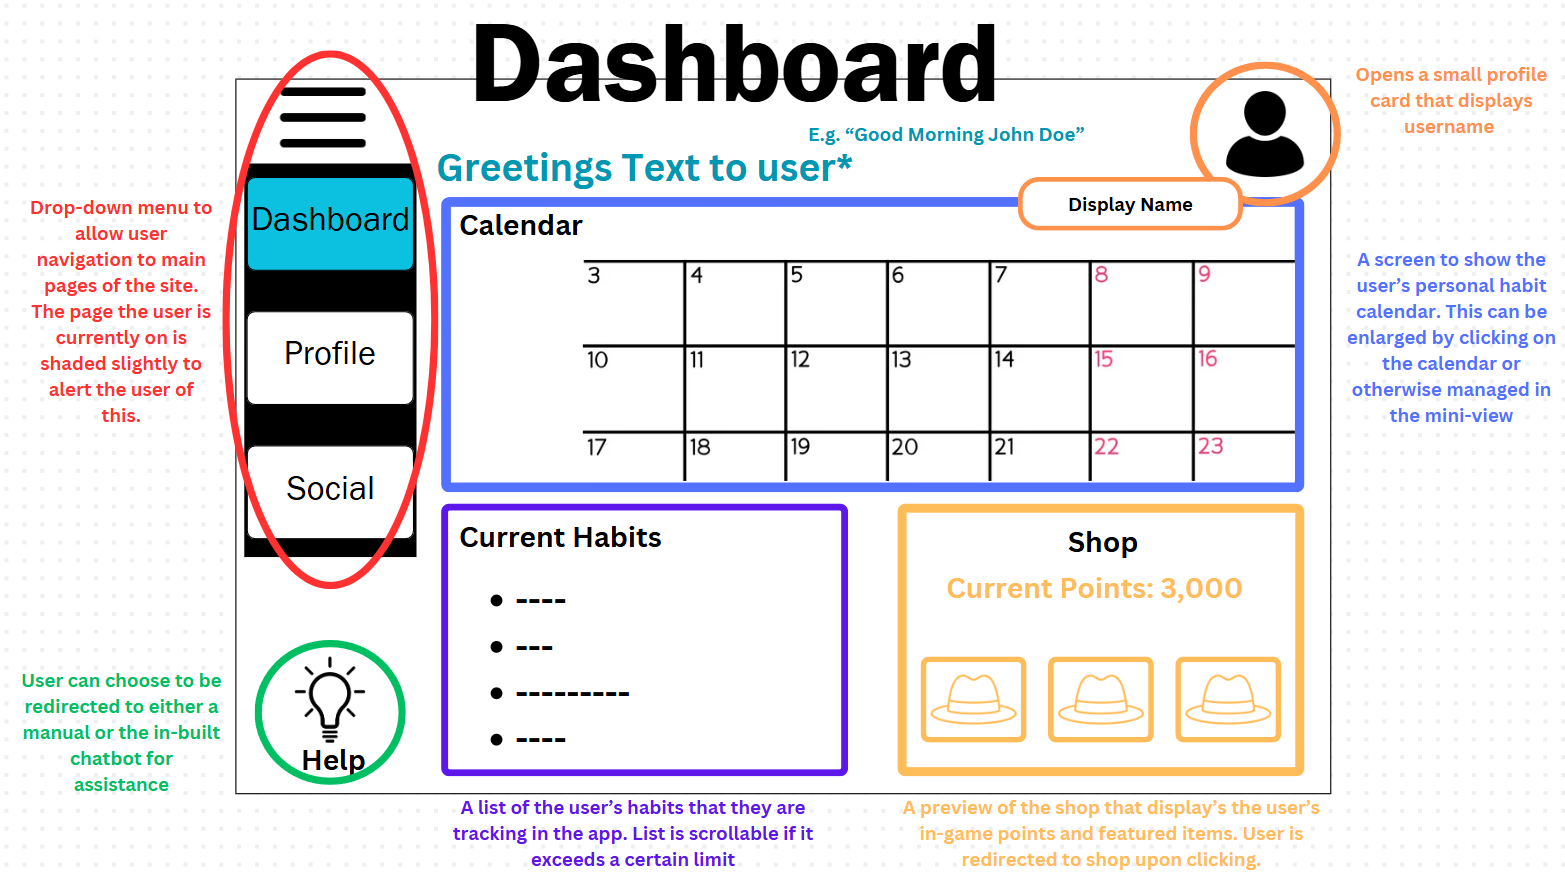 Dashboard
Opens a small profile
card that displays
username
E.g. “Good Morning John Doe”
Greetings Text to user*
Display Name
Drop-down menu to
allow user
navigation to main
pages of the site.
The page the user is
currently on is
shaded slightly to
alert the user of
this.
Dashboard
Profile
Social
Calendar
3 4 5 6 7 8 9
10 11 12 13 14 15 16
17 18 19 20 21 22 23
A screen to show the
user’s personal habit
calendar. This can be
enlarged by clicking on
the calendar or
otherwise managed in
the mini-view
Current Habits
• ----
• ---
• ---------
• ----
Shop
Current Points: 3,000
User can choose to be
redirected to either a
manual or the in-built
chatbot for
assistance
Help
A list of the user’s habits that they are
tracking in the app. List is scrollable if it
exceeds a certain limit
A preview of the shop that display’s the user’s
in-game points and featured items. User is
redirected to shop upon clicking.